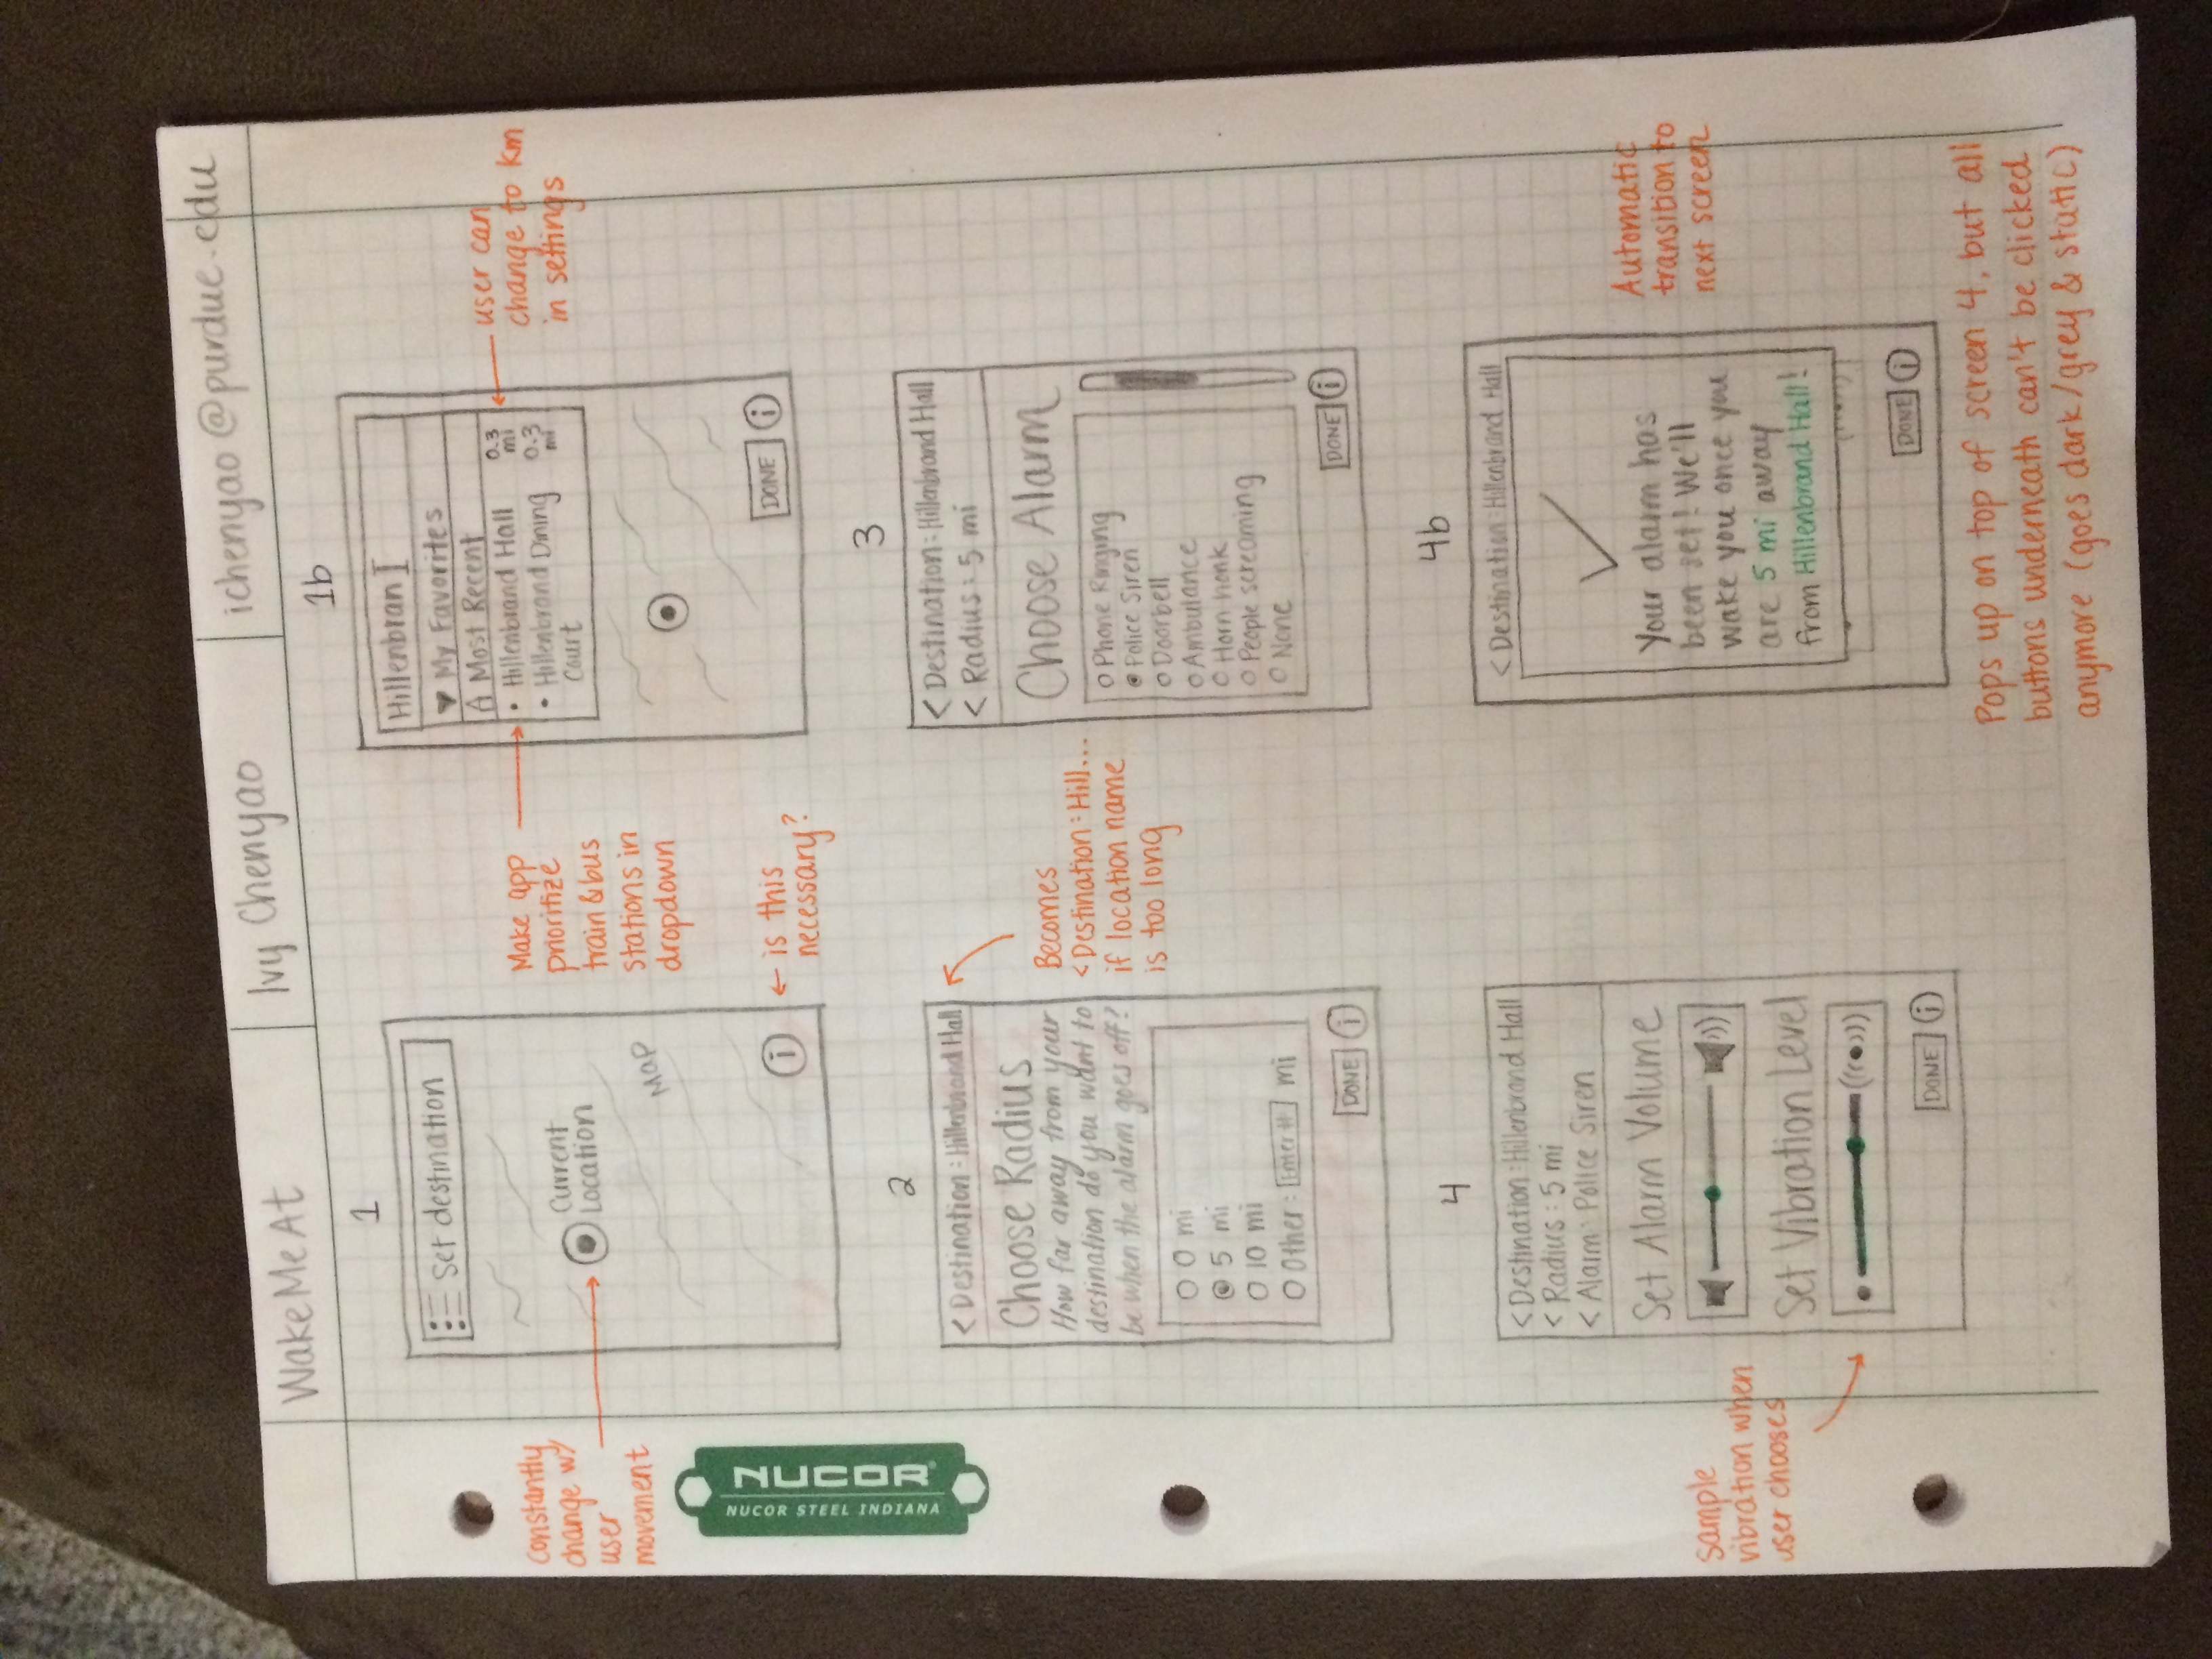 WakeMeAt
Ivy Chenyao
ichenyao@purdue.edu
1
Set destination
Current
Location
Map
i
constantly
change w/
user
movement
← is this
necessary?
1b
Hillenbran
My Favorites
Most Recent
• Hillenbrand Hall 0.3 mi
• Hillenbrand Dining 0.3 mi
Court
DONE i
Make app
prioritize
train & bus
stations in
dropdown
user can
change to km
in settings
NUCOR®
NUCOR STEEL INDIANA
2
< Destination: Hillenbrand Hall
Choose Radius
How far away from your
destination do you want to
be when the alarm goes off?
0 mi
5 mi
10 mi
Other: Enter # mi
DONE i
Becomes
<Destination: Hill...
if location name
is too long
3
< Destination: Hillenbrand Hall
< Radius: 5 mi
Choose Alarm
Phone Ringing
Police Siren
Doorbell
Ambulance
Horn honk
People screaming
None
DONE i
4
< Destination: Hillenbrand Hall
< Radius: 5 mi
< Alarm: Police Siren
Set Alarm Volume
Set Vibration Level
DONE i
sample
vibration when
user chooses
4b
< Destination: Hillenbrand Hall
Your alarm has
been set! We'll
wake you once you
are 5 mi away
from Hillenbrand Hall!
DONE i
Automatic
transition to
next screen
Pops up on top of screen 4, but all
buttons underneath can't be clicked
anymore (goes dark/grey & static)